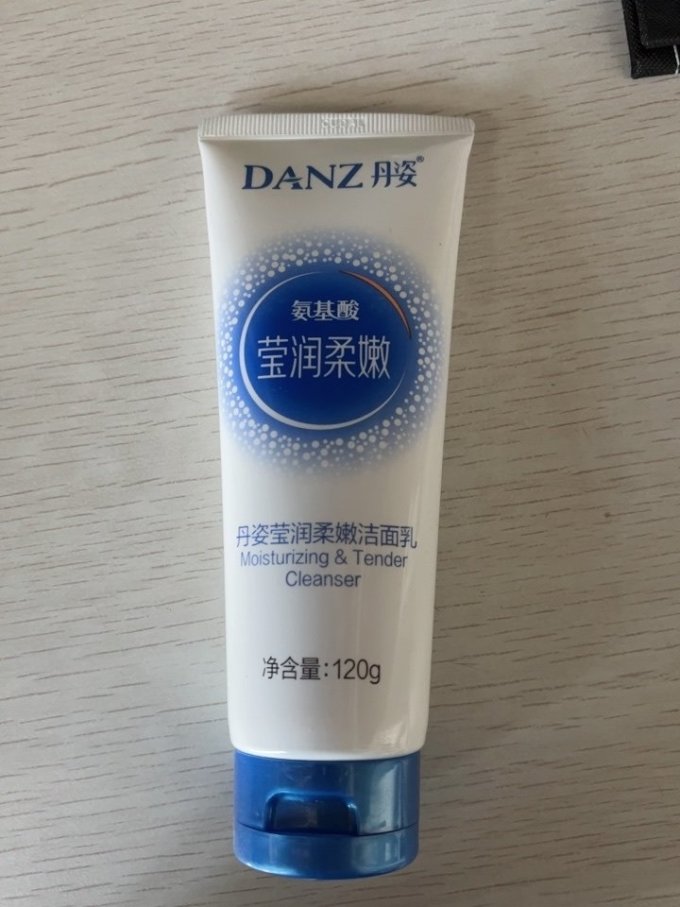 DANZ 丹姿®
氨基酸
莹润柔嫩
丹姿莹润柔嫩洁面乳
Moisturizing & Tender
Cleanser
净含量：120g